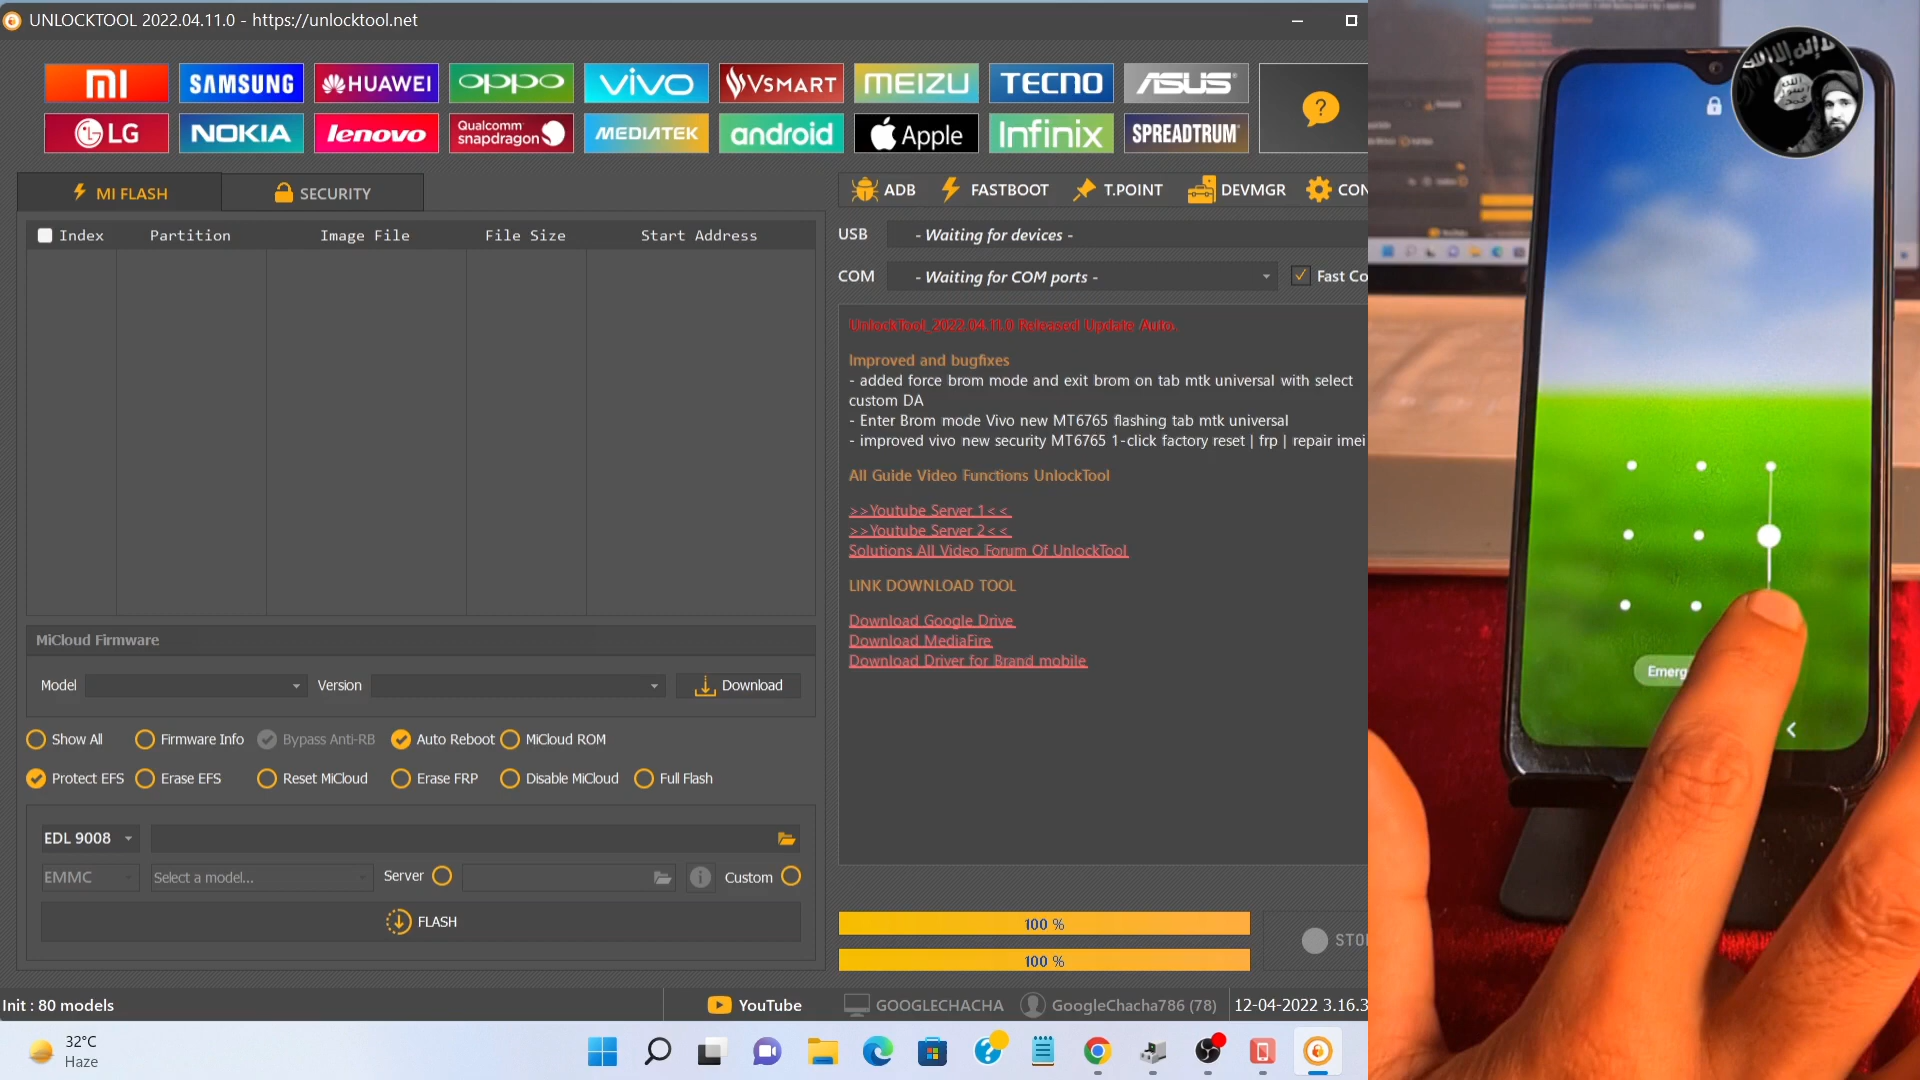 UNLOCKTOOL 2022.04.11.0 - https://unlocktool.net
MI SAMSUNG HUAWEI oppo vivo VSMART MEIZU TECNO ASUS
LG NOKIA lenovo Qualcomm snapdragon MEDIATEK android Apple Infinix SPREADTRUM
?
MI FLASH SECURITY
ADB FASTBOOT T.POINT DEVMGR CON
Index Partition Image File File Size Start Address
USB - Waiting for devices -
COM - Waiting for COM ports - Fast Co
UnlockTool_2022.04.11.0 Released Update Auto.
Improved and bugfixes
- added force brom mode and exit brom on tab mtk universal with select
custom DA
- Enter Brom mode Vivo new MT6765 flashing tab mtk universal
- improved vivo new security MT6765 1-click factory reset | frp | repair imei
All Guide Video Functions UnlockTool
>>Youtube Server 1<<
>>Youtube Server 2<<
Solutions All Video Forum Of UnlockTool
LINK DOWNLOAD TOOL
Download Google Drive
Download MediaFire
Download Driver for Brand mobile
MiCloud Firmware
Model Version Download
Show All Firmware Info Bypass Anti-RB Auto Reboot MiCloud ROM
Protect EFS Erase EFS Reset MiCloud Erase FRP Disable MiCloud Full Flash
EDL 9008
EMMC Select a model... Server Custom
FLASH
100 %
100 %
STO
Init : 80 models
YouTube GOOGLECHACHA GoogleChacha786 (78) 12-04-2022 3.16.3
32°C
Haze
Emerg